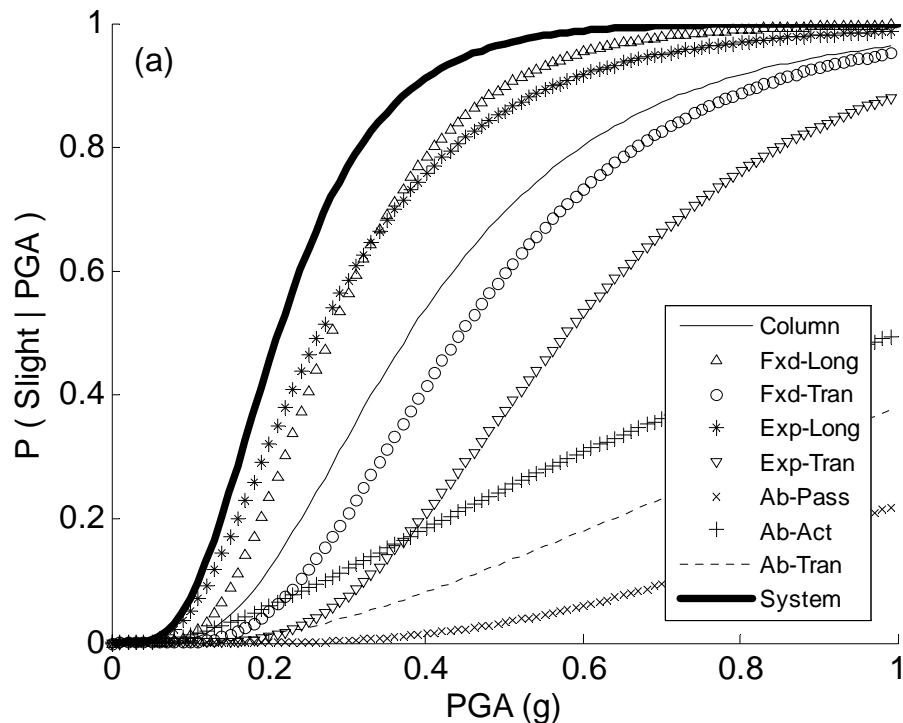 (a)
P ( Slight | PGA)
1
0.8
0.6
0.4
0.2
0
0
0.2
0.4
0.6
0.8
1
PGA (g)
Column
Fxd-Long
Fxd-Tran
Exp-Long
Exp-Tran
Ab-Pass
Ab-Act
Ab-Tran
System